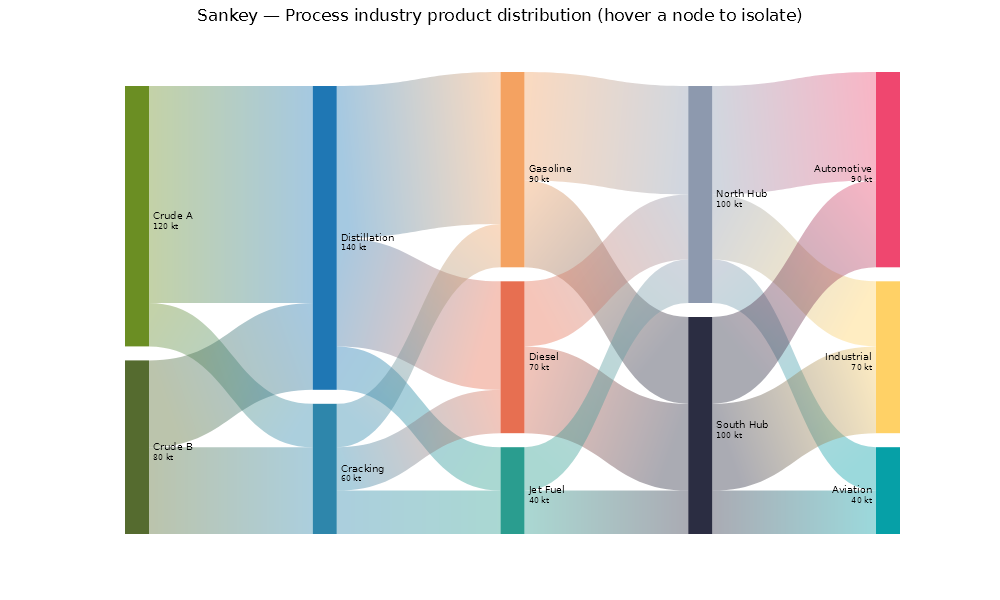 Sankey — Process industry product distribution (hover a node to isolate)
Crude A
120 kt
Crude B
80 kt
Distillation
140 kt
Cracking
60 kt
Gasoline
90 kt
Diesel
70 kt
Jet Fuel
40 kt
North Hub
100 kt
South Hub
100 kt
Automotive
90 kt
Industrial
70 kt
Aviation
40 kt